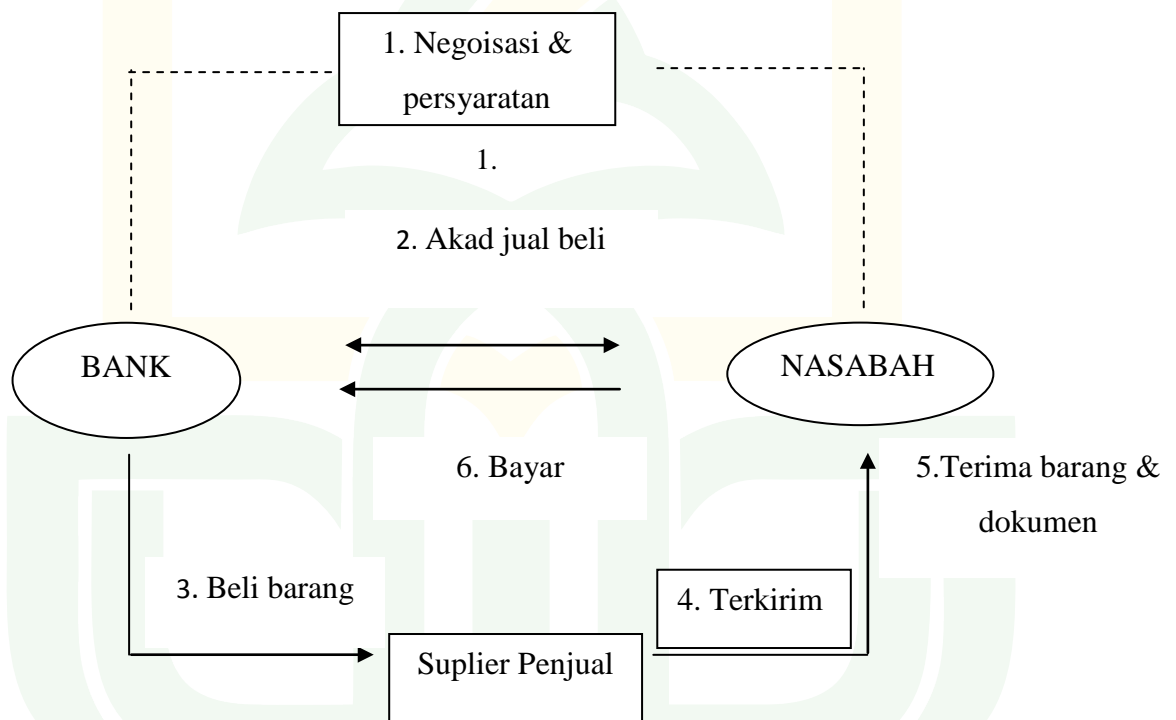 1. Negoisasi &
persyaratan
1.
2. Akad jual beli
BANK
NASABAH
6. Bayar
5.Terima barang &
dokumen
3. Beli barang
4. Terkirim
Suplier Penjual